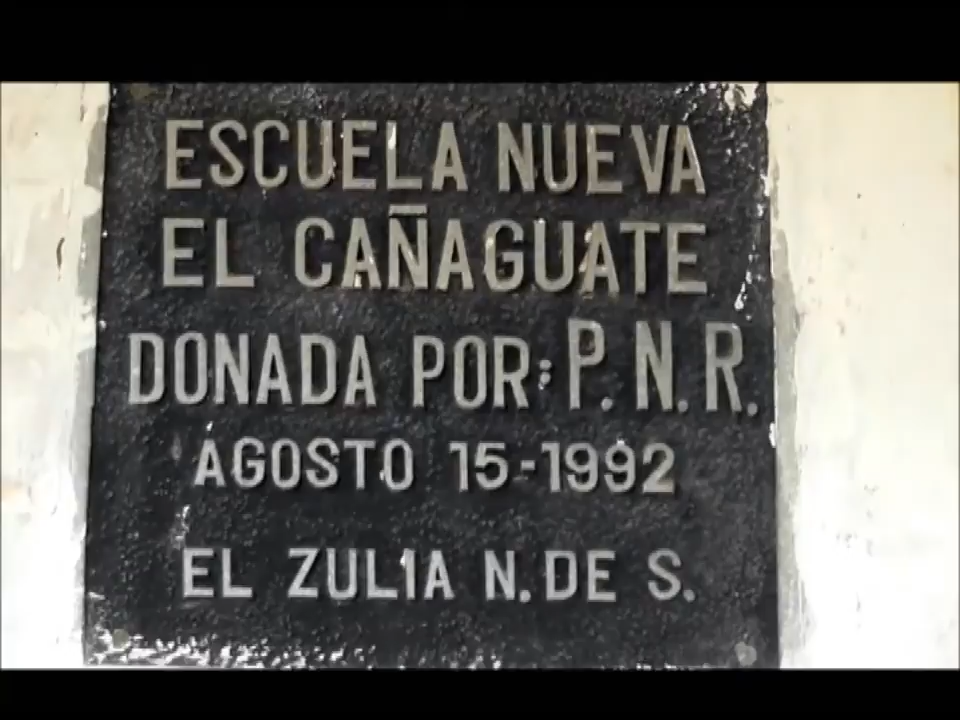 ESCUELA NUEVA
EL CAÑAGUATE
DONADA POR: P.N.R.
AGOSTO 15-1992
EL ZULIA N.DE S.